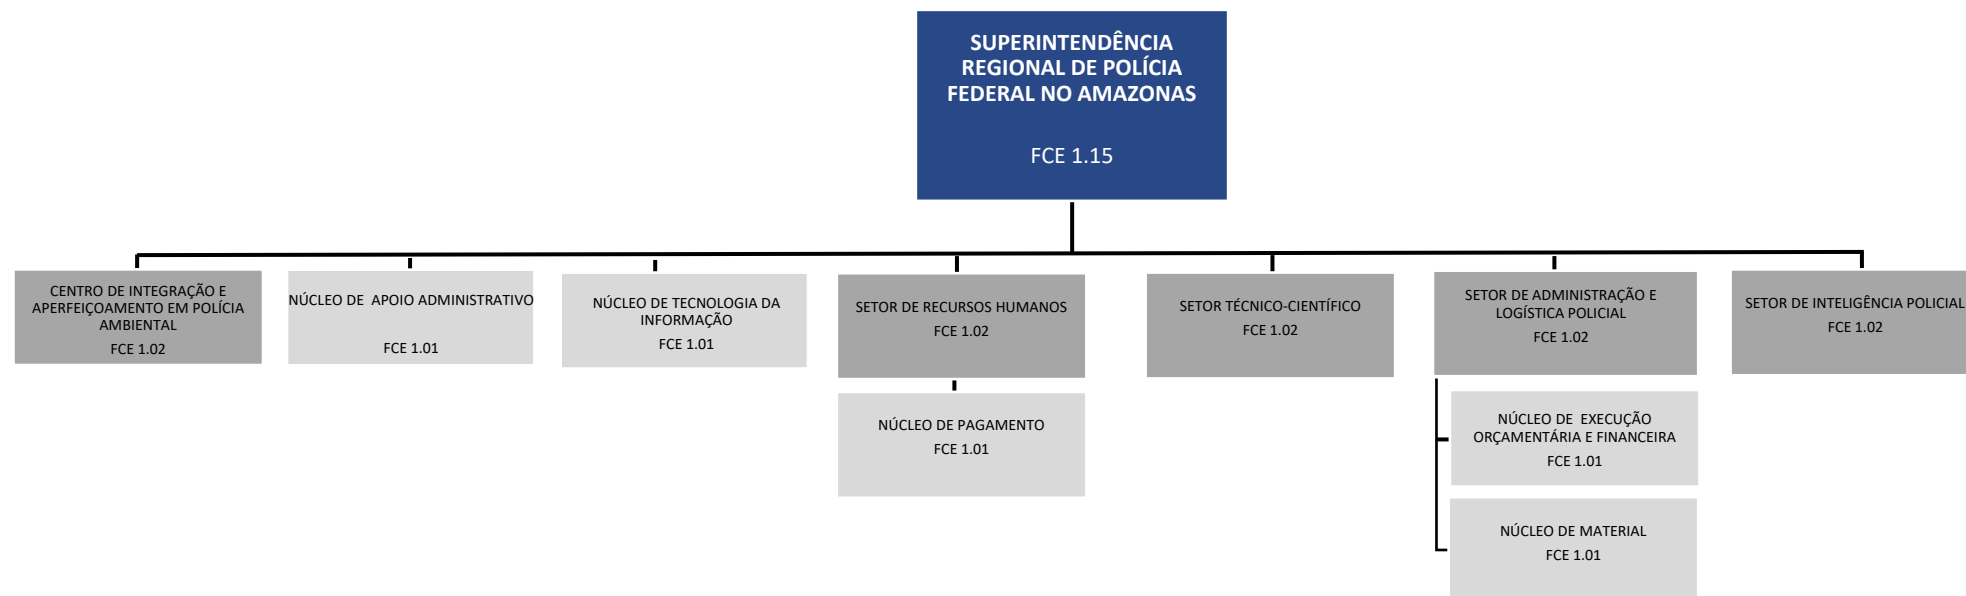 SUPERINTENDÊNCIA
REGIONAL DE POLÍCIA
FEDERAL NO AMAZONAS
FCE 1.15
CENTRO DE INTEGRAÇÃO E
APERFEIÇOAMENTO EM POLÍCIA
AMBIENTAL
FCE 1.02
NÚCLEO DE APOIO ADMINISTRATIVO
FCE 1.01
NÚCLEO DE TECNOLOGIA DA
INFORMAÇÃO
FCE 1.01
SETOR DE RECURSOS HUMANOS
FCE 1.02
NÚCLEO DE PAGAMENTO
FCE 1.01
SETOR TÉCNICO-CIENTÍFICO
FCE 1.02
SETOR DE ADMINISTRAÇÃO E
LOGÍSTICA POLICIAL
FCE 1.02
NÚCLEO DE EXECUÇÃO
ORÇAMENTÁRIA E FINANCEIRA
FCE 1.01
NÚCLEO DE MATERIAL
FCE 1.01
SETOR DE INTELIGÊNCIA POLICIAL
FCE 1.02